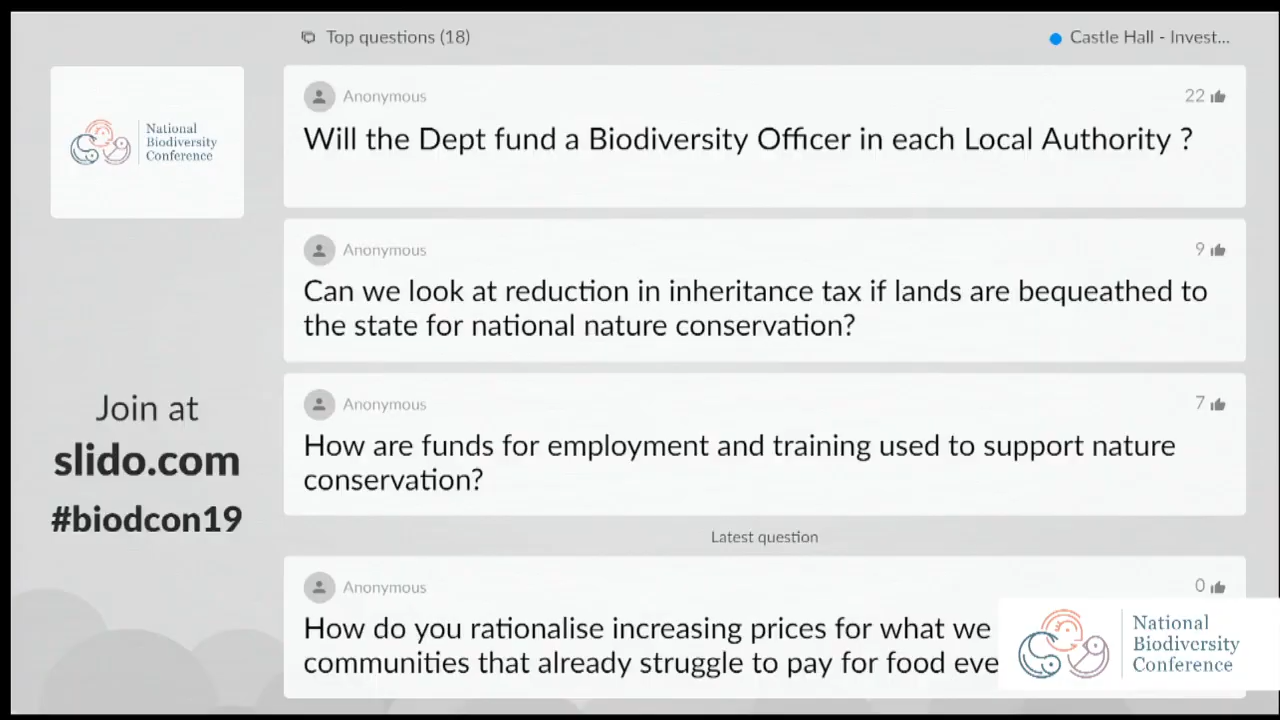 Top questions (18)
Castle Hall - Invest...
National
Biodiversity
Conference
Anonymous
22
Will the Dept fund a Biodiversity Officer in each Local Authority ?
Anonymous
9
Can we look at reduction in inheritance tax if lands are bequeathed to
the state for national nature conservation?
Anonymous
7
How are funds for employment and training used to support nature
conservation?
Join at
slido.com
#biodcon19
Latest question
Anonymous
0
How do you rationalise increasing prices for what we
communities that already struggle to pay for food eve
National
Biodiversity
Conference